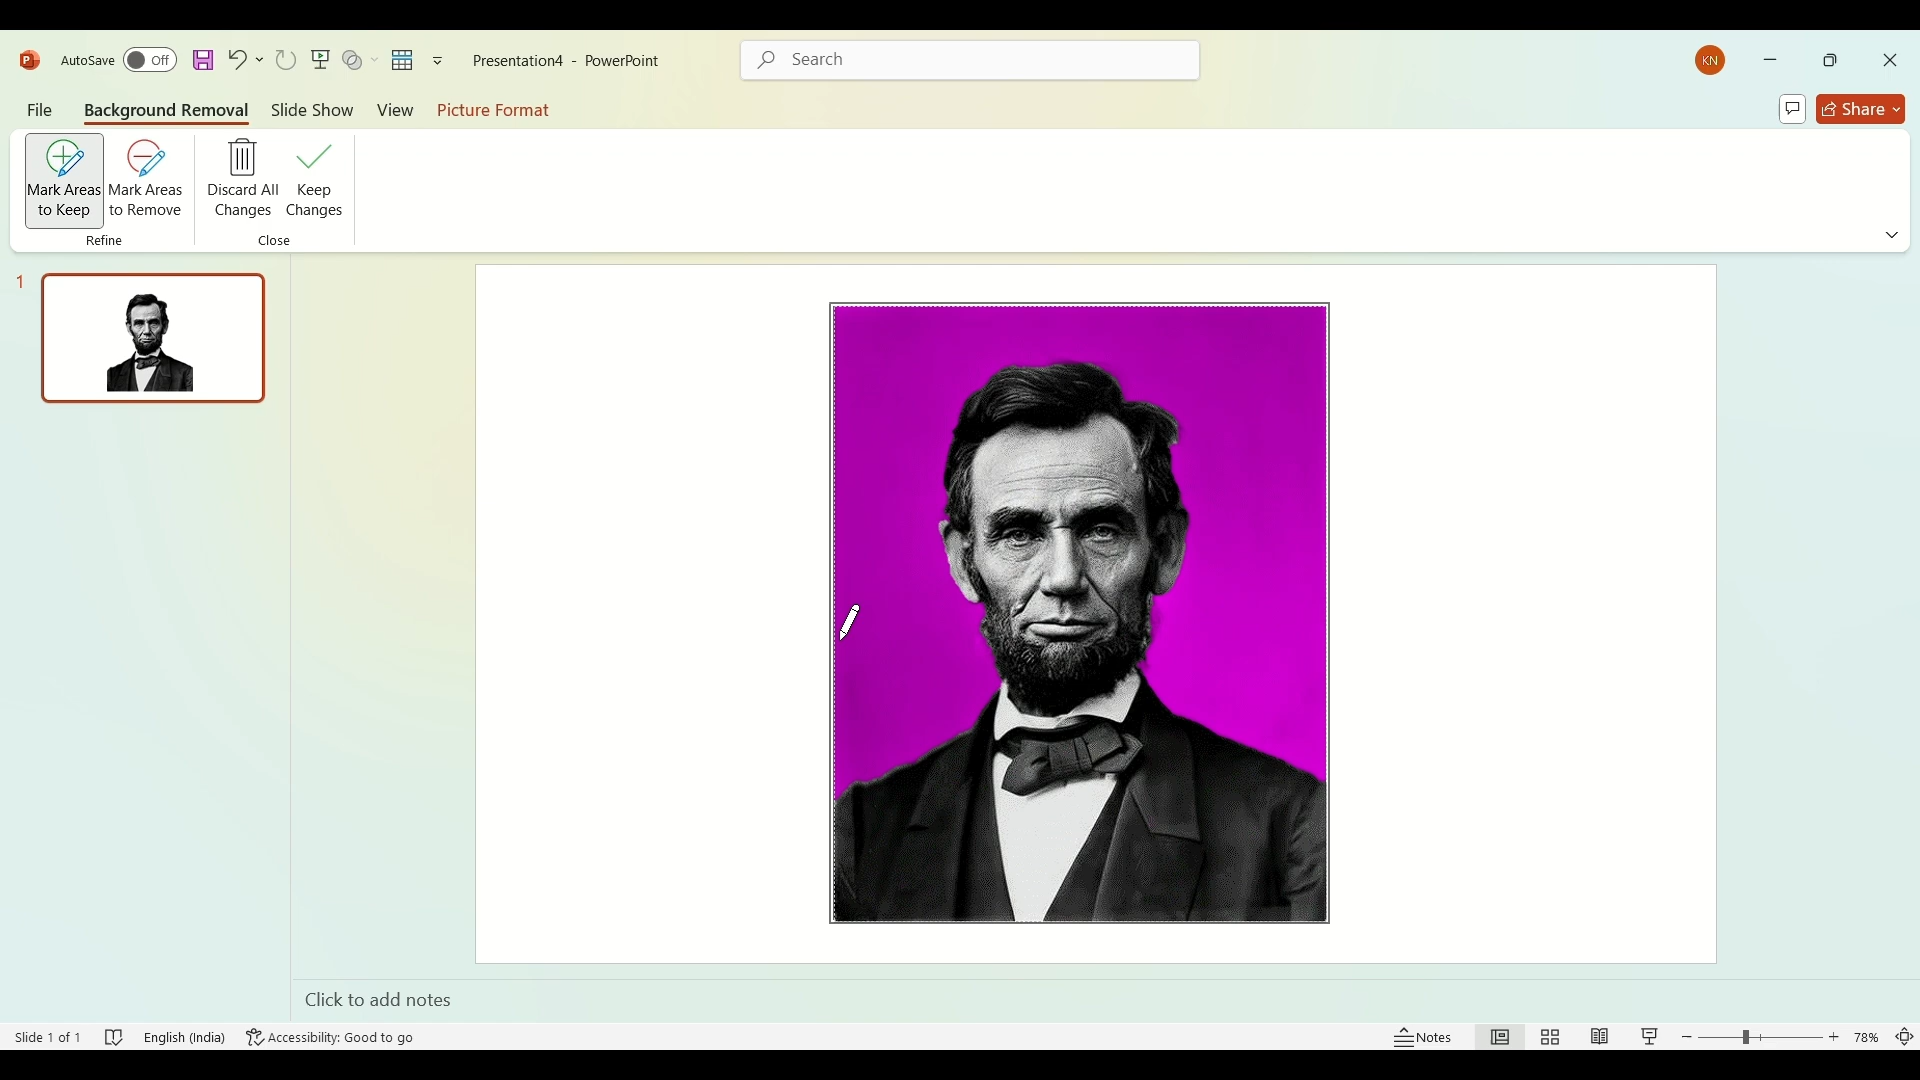 AutoSave Off Presentation4 - PowerPoint Search KN
File Background Removal Slide Show View Picture Format Share
Mark Areas to Keep
Mark Areas to Remove
Discard All Changes
Keep Changes
Refine Close
1
Click to add notes
Slide 1 of 1 English (India) Accessibility: Good to go Notes 78%